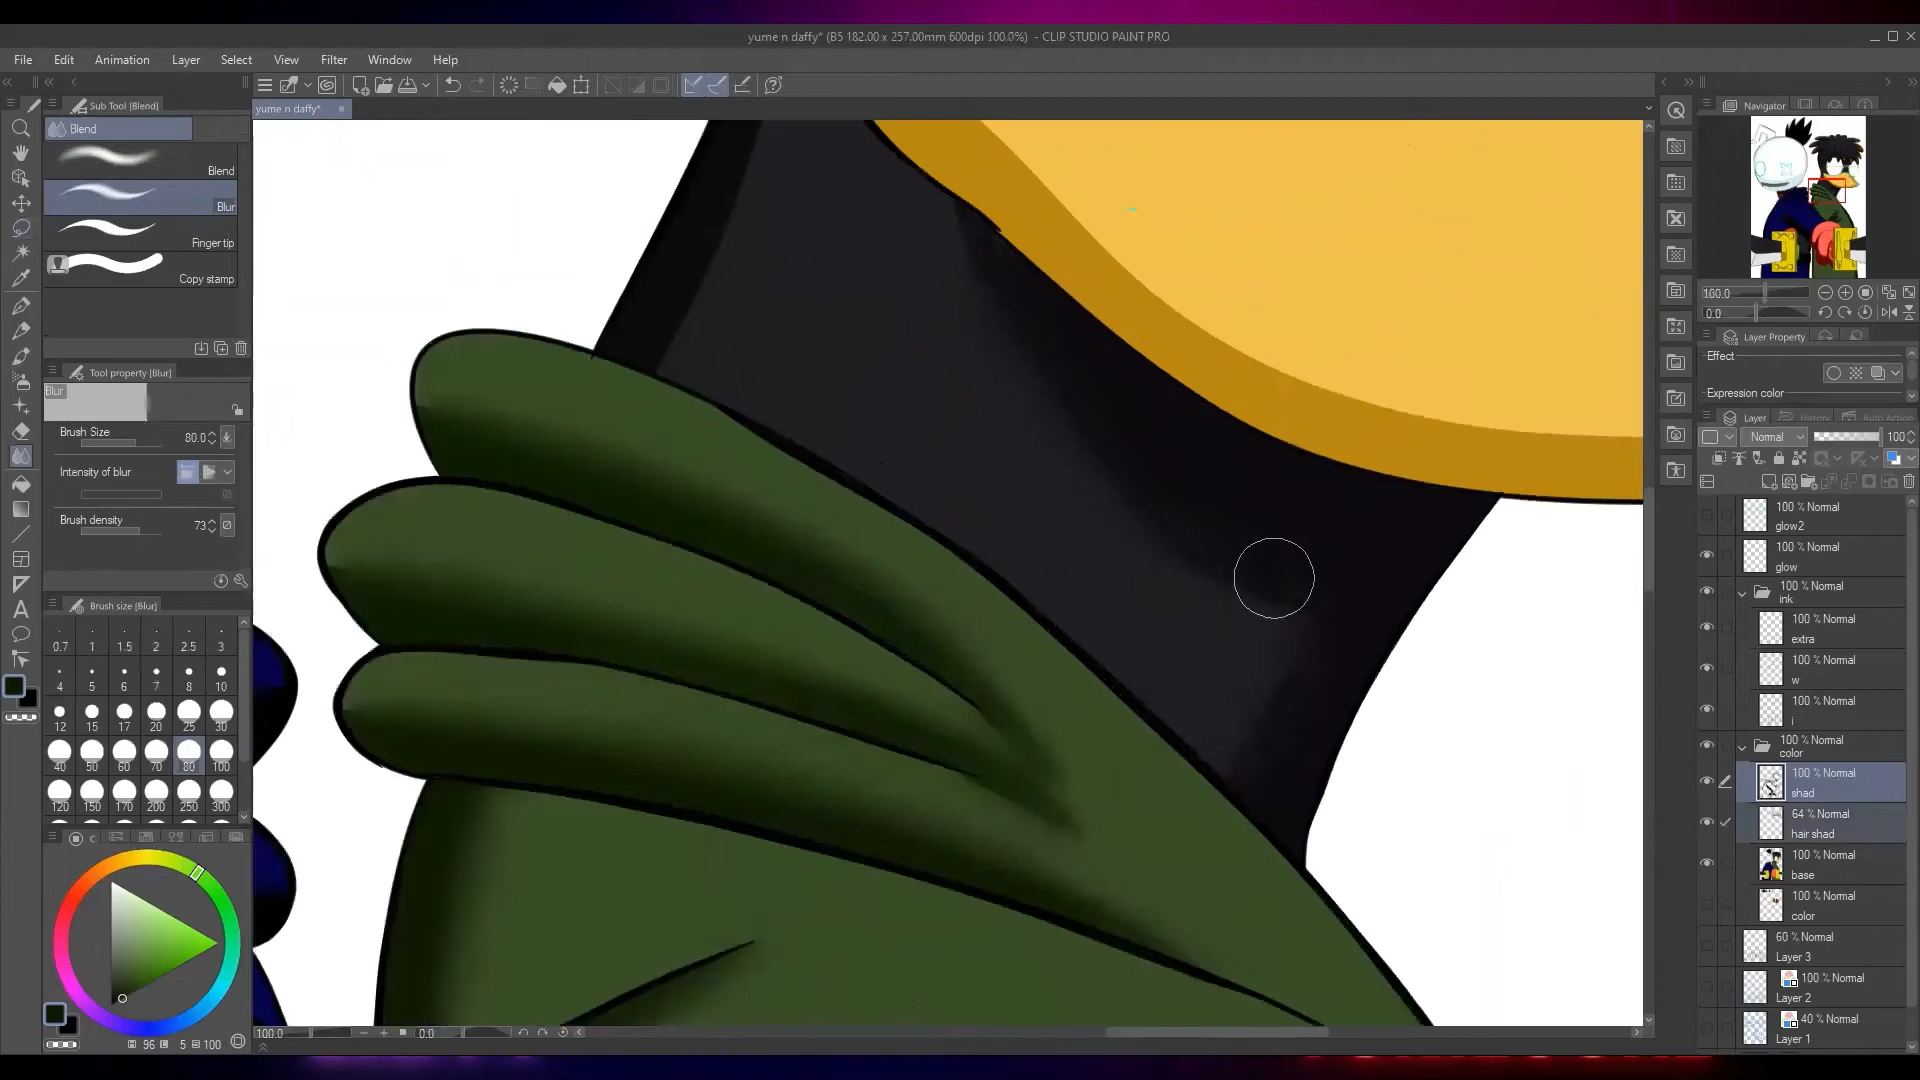 yume n daffy* (B5 182.00 x 257.00mm 600dpi 100.0%) - CLIP STUDIO PAINT PRO
File Edit Animation Layer Select View Filter Window Help
Sub Tool [Blend]
yume n daffy*
Navigator
Blend
Blend
Blur
Finger tip
Copy stamp
100.0
0.0
Layer Property
Effect
Expression color
Tool property [Blur]
Blur
Brush Size 80.0
Intensity of blur
Brush density 73
Layer History Auto Action
Normal 100
100 % Normal
glow2
100 % Normal
glow
100 % Normal
ink
100 % Normal
extra
100 % Normal
w
100 % Normal
i
100 % Normal
color
100 % Normal
shad
64 % Normal
hair shad
100 % Normal
base
100 % Normal
color
60 % Normal
Layer 3
100 % Normal
Layer 2
40 % Normal
Layer 1
Brush size [Blur]
0.7 1 1.5 2 2.5 3
4 5 6 7 8 10
12 15 17 20 25 30
40 50 60 70 80 100
120 150 170 200 250 300
C
96 5 100
100.0 0.0